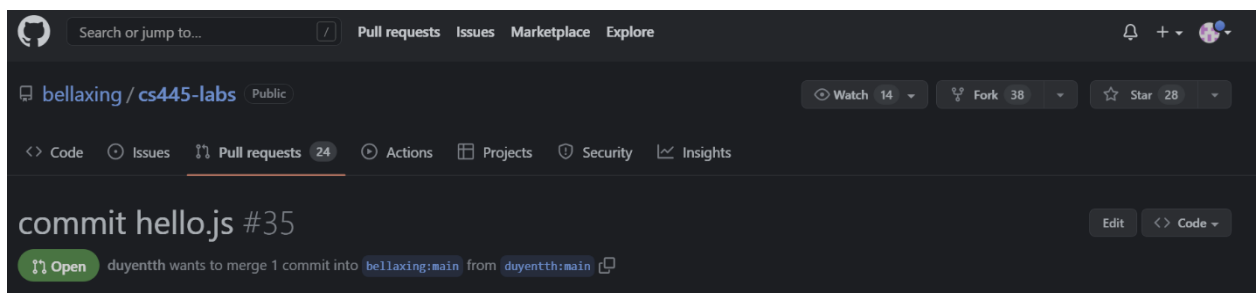 Search or jump to... / Pull requests Issues Marketplace Explore
bellaxing / cs445-labs Public Watch 14 Fork 38 Star 28
<> Code Issues Pull requests 24 Actions Projects Security Insights
commit hello.js #35 Edit <> Code
Open duyentth wants to merge 1 commit into bellaxing:main from duyentth:main